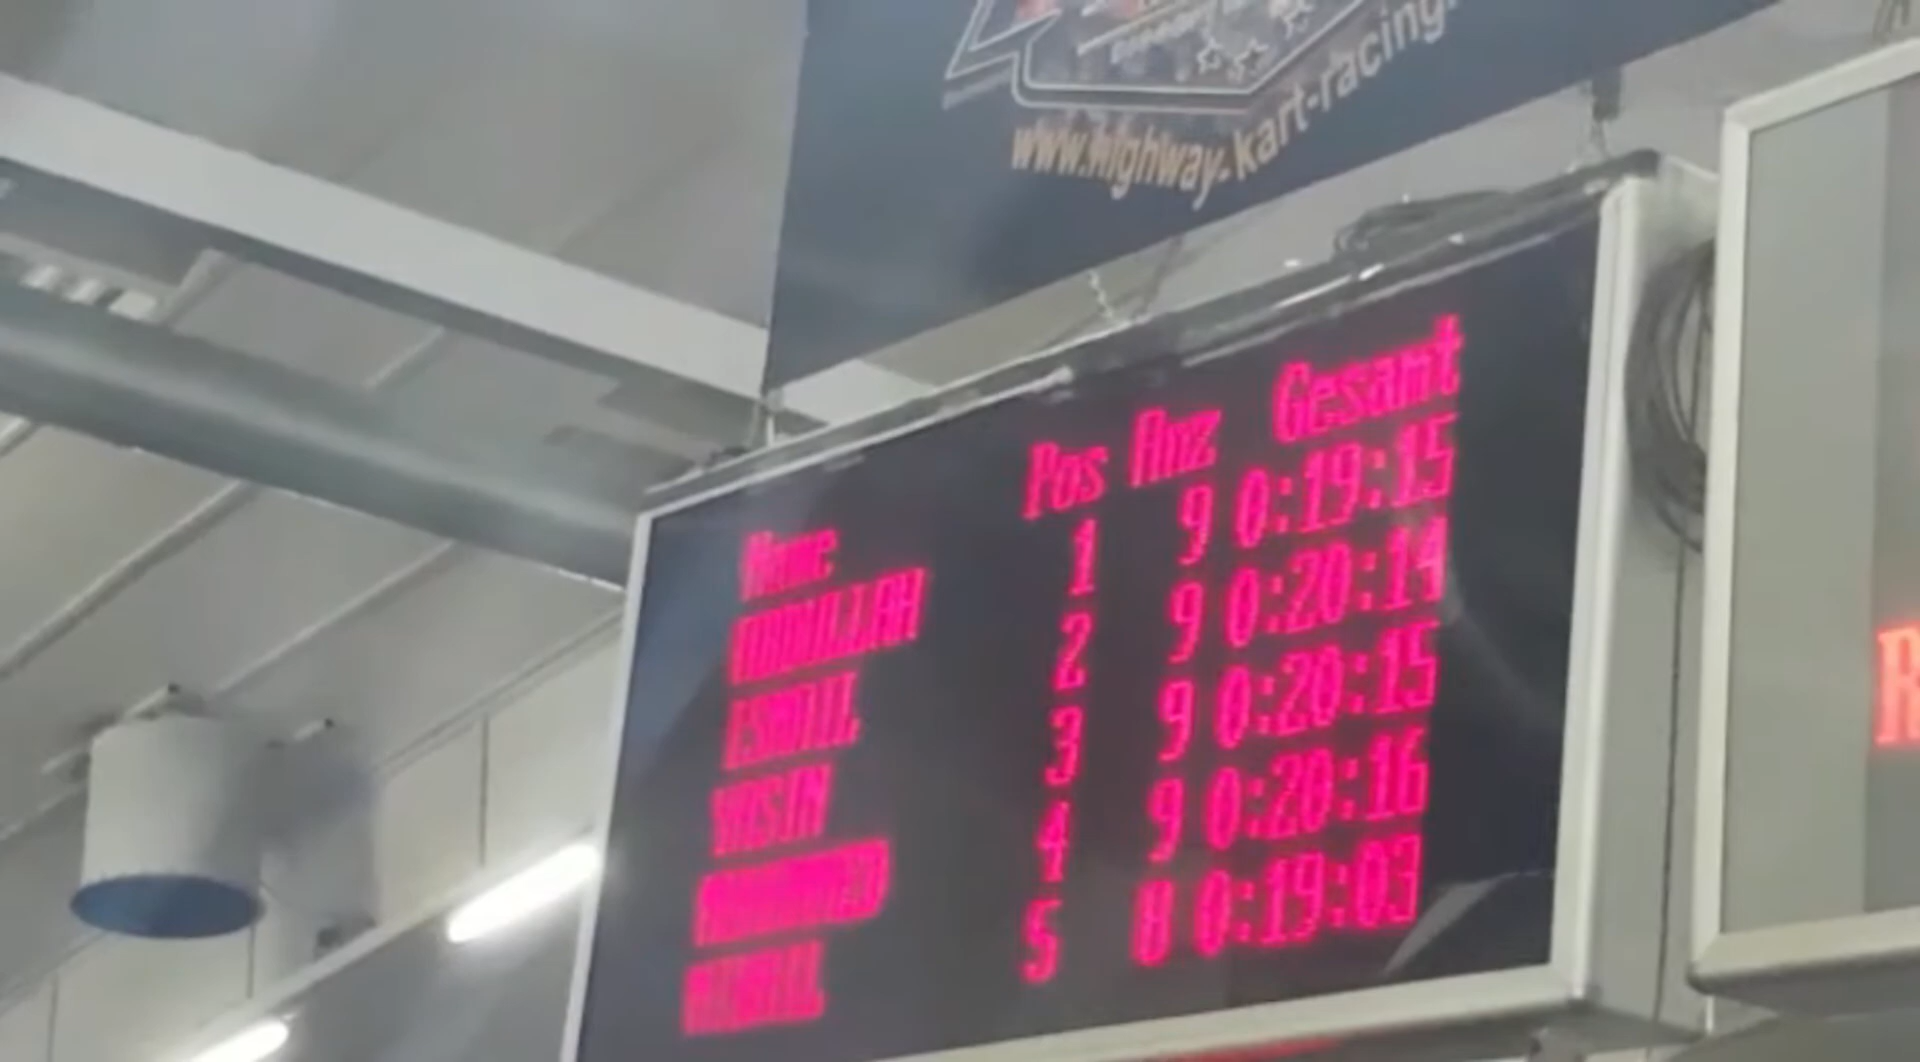 www.highway-kart-racing.
Name Pos Anz Gesamt
ABDULLAH 1 9 0:19:15
ESMAIL 2 9 0:20:14
YASIN 3 9 0:20:15
MOHAMMED 4 9 0:20:16
5 8 0:19:03
R